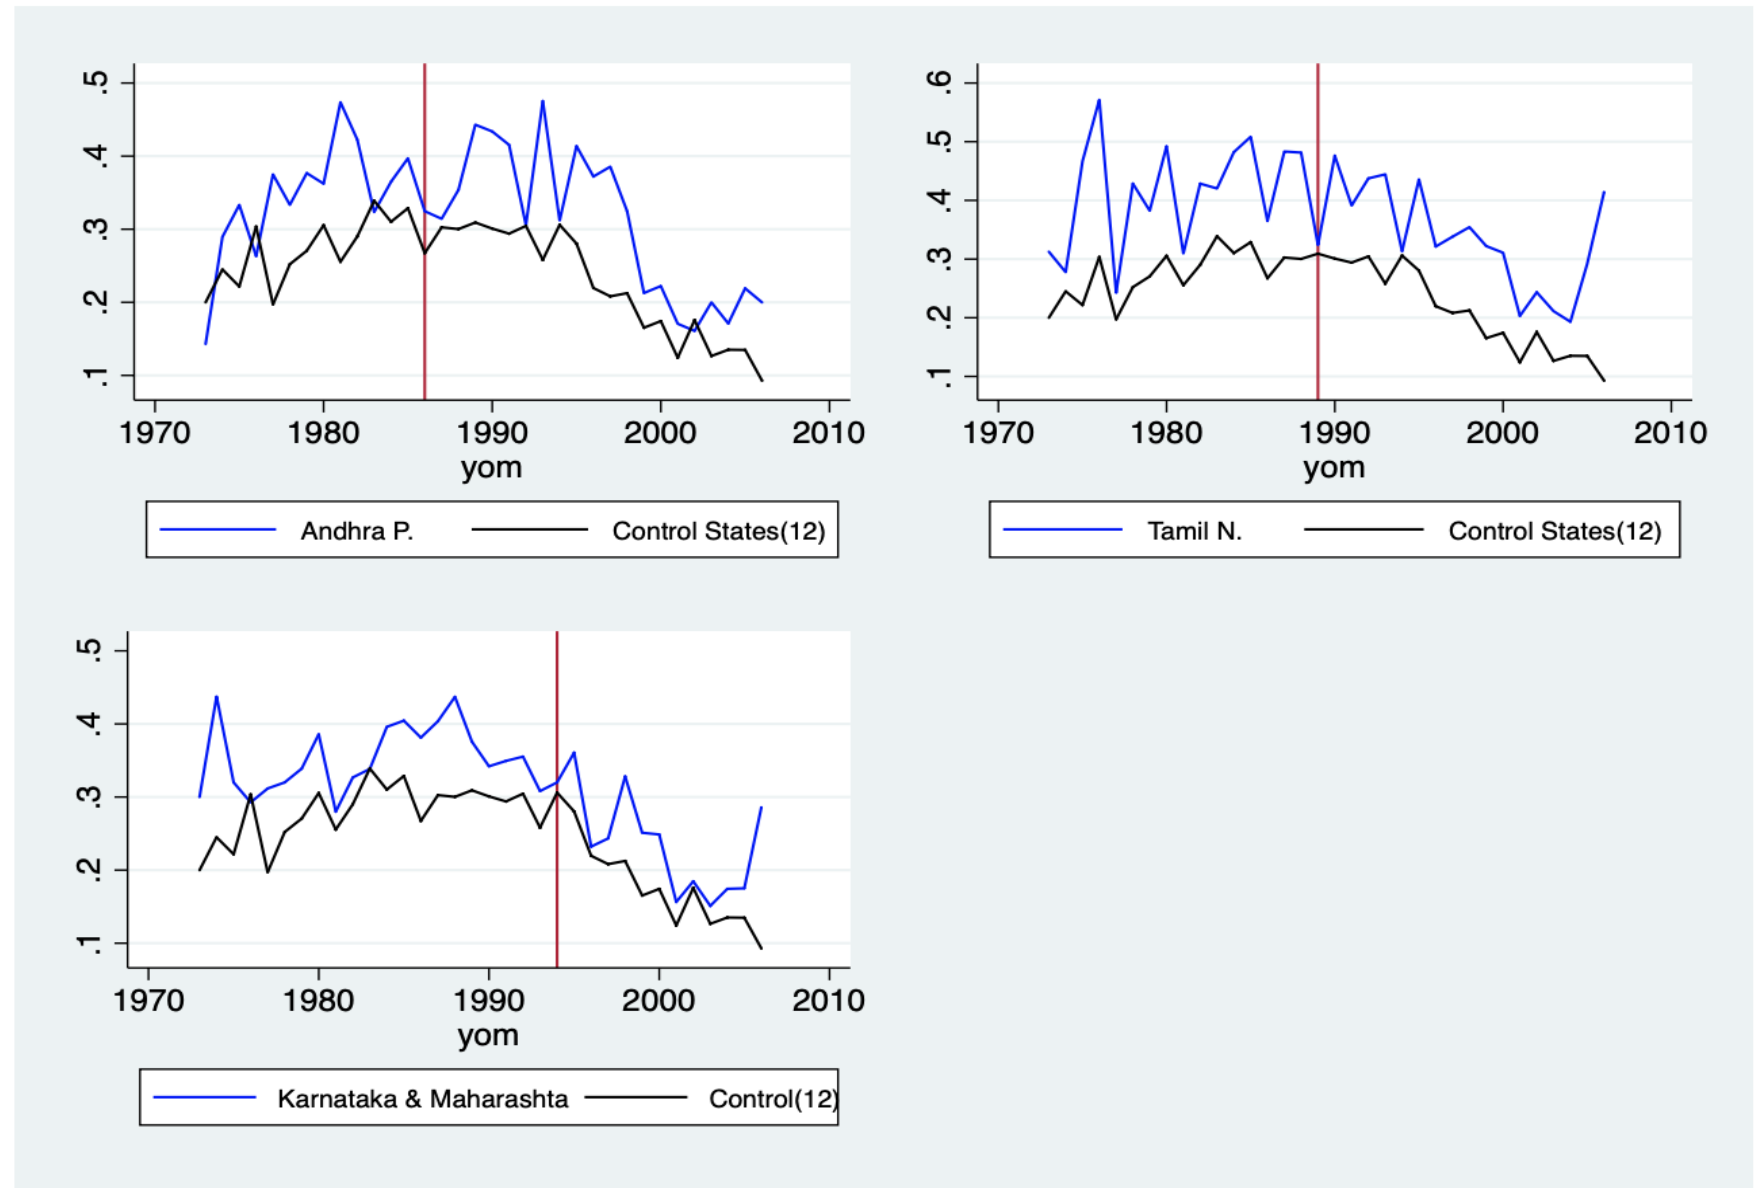 .5
.4
.3
.2
.1
1970 1980 1990 2000 2010
yom
Andhra P. Control States(12)
.6
.5
.4
.3
.2
.1
1970 1980 1990 2000 2010
yom
Tamil N. Control States(12)
.5
.4
.3
.2
.1
1970 1980 1990 2000 2010
yom
Karnataka & Maharashta Control(12)